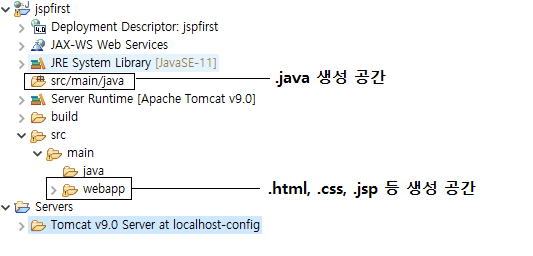 jspfirst
Deployment Descriptor: jspfirst
JAX-WS Web Services
JRE System Library [JavaSE-11]
src/main/java
.java 생성 공간
Server Runtime [Apache Tomcat v9.0]
build
src
main
java
webapp
.html, .css, .jsp 등 생성 공간
Servers
Tomcat v9.0 Server at localhost-config